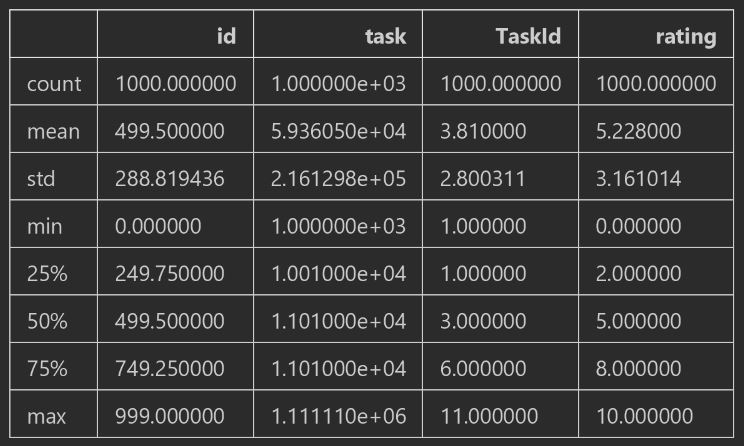 id task TaskId rating
count 1000.000000 1.000000e+03 1000.000000 1000.000000
mean 499.500000 5.936050e+04 3.810000 5.228000
std 288.819436 2.161298e+05 2.800311 3.161014
min 0.000000 1.000000e+03 1.000000 0.000000
25% 249.750000 1.001000e+04 1.000000 2.000000
50% 499.500000 1.101000e+04 3.000000 5.000000
75% 749.250000 1.101000e+04 6.000000 8.000000
max 999.000000 1.111110e+06 11.000000 10.000000